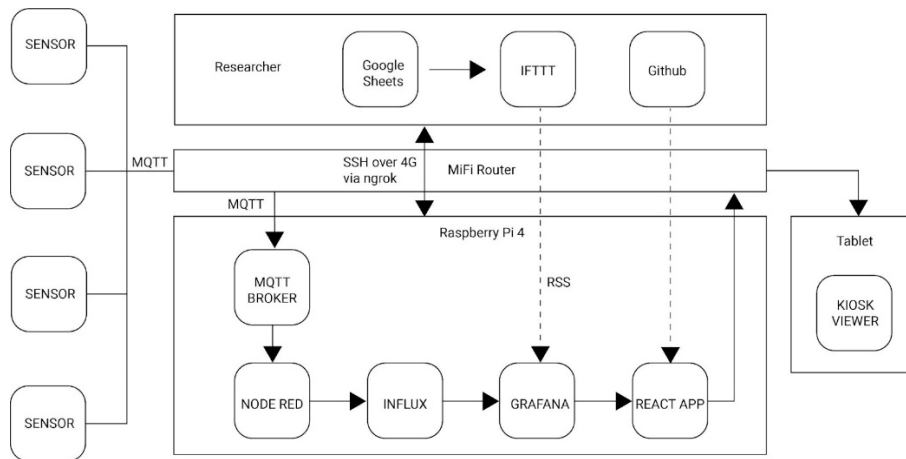 SENSOR
SENSOR
SENSOR
SENSOR
MQTT
Researcher
Google
Sheets
IFTTT
Github
SSH over 4G
via ngrok
MiFi Router
MQTT
Raspberry Pi 4
MQTT
BROKER
RSS
NODE RED
INFLUX
GRAFANA
REACT APP
Tablet
KIOSK
VIEWER